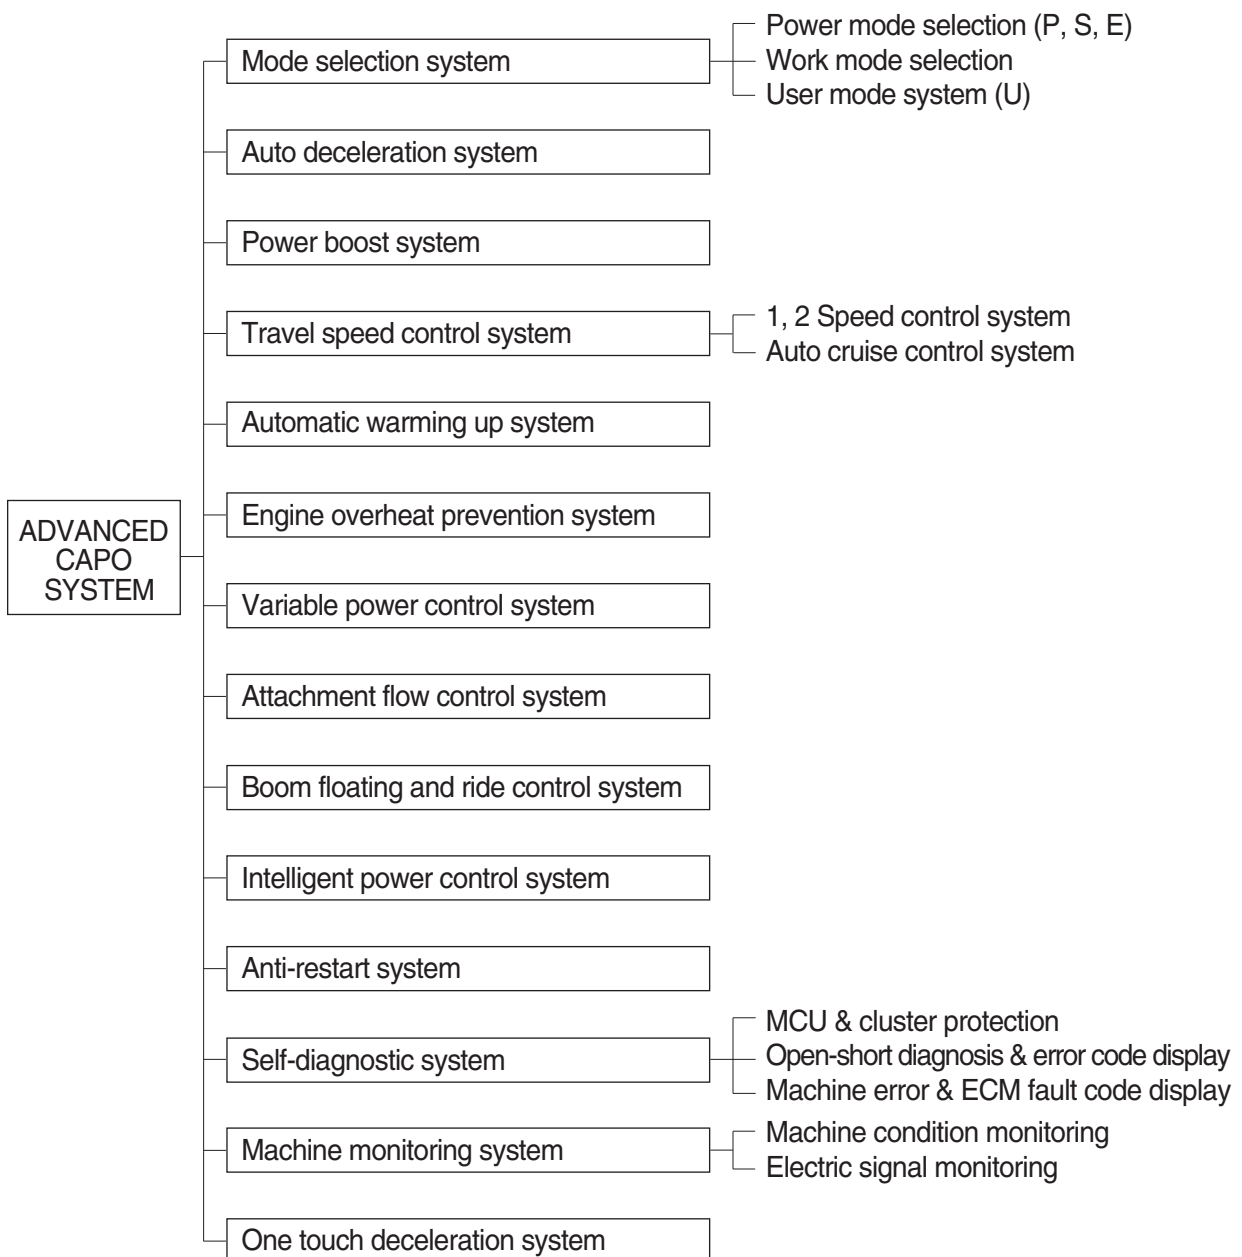 Power mode selection (P, S, E)
Mode selection system
Work mode selection
User mode system (U)
Auto deceleration system
Power boost system
Travel speed control system
1, 2 Speed control system
Auto cruise control system
Automatic warming up system
Engine overheat prevention system
ADVANCED
CAPO
SYSTEM
Variable power control system
Attachment flow control system
Boom floating and ride control system
Intelligent power control system
Anti-restart system
Self-diagnostic system
MCU & cluster protection
Open-short diagnosis & error code display
Machine error & ECM fault code display
Machine monitoring system
Machine condition monitoring
Electric signal monitoring
One touch deceleration system